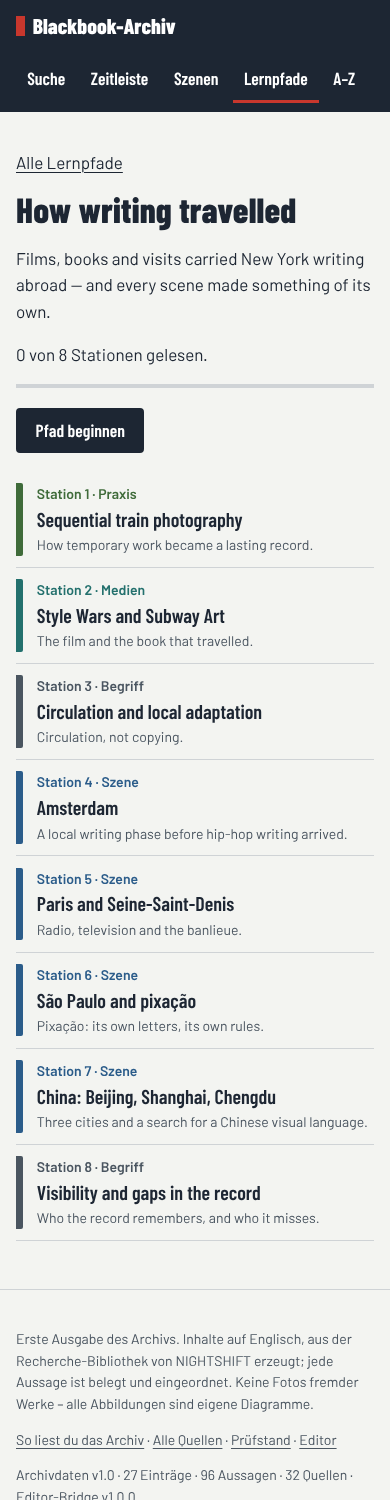 Blackbook-Archiv
Suche Zeitleiste Szenen Lernpfade A–Z
Alle Lernpfade
How writing travelled
Films, books and visits carried New York writing
abroad — and every scene made something of its
own.
0 von 8 Stationen gelesen.
Pfad beginnen
Station 1 · Praxis
Sequential train photography
How temporary work became a lasting record.
Station 2 · Medien
Style Wars and Subway Art
The film and the book that travelled.
Station 3 · Begriff
Circulation and local adaptation
Circulation, not copying.
Station 4 · Szene
Amsterdam
A local writing phase before hip-hop writing arrived.
Station 5 · Szene
Paris and Seine-Saint-Denis
Radio, television and the banlieue.
Station 6 · Szene
São Paulo and pixação
Pixação: its own letters, its own rules.
Station 7 · Szene
China: Beijing, Shanghai, Chengdu
Three cities and a search for a Chinese visual language.
Station 8 · Begriff
Visibility and gaps in the record
Who the record remembers, and who it misses.
Erste Ausgabe des Archivs. Inhalte auf Englisch, aus der
Recherche-Bibliothek von NIGHTSHIFT erzeugt; jede
Aussage ist belegt und eingeordnet. Keine Fotos fremder
Werke – alle Abbildungen sind eigene Diagramme.
So liest du das Archiv · Alle Quellen · Prüfstand · Editor
Archivdaten v1.0 · 27 Einträge · 96 Aussagen · 32 Quellen ·
Editor-Bridge v1.0.0